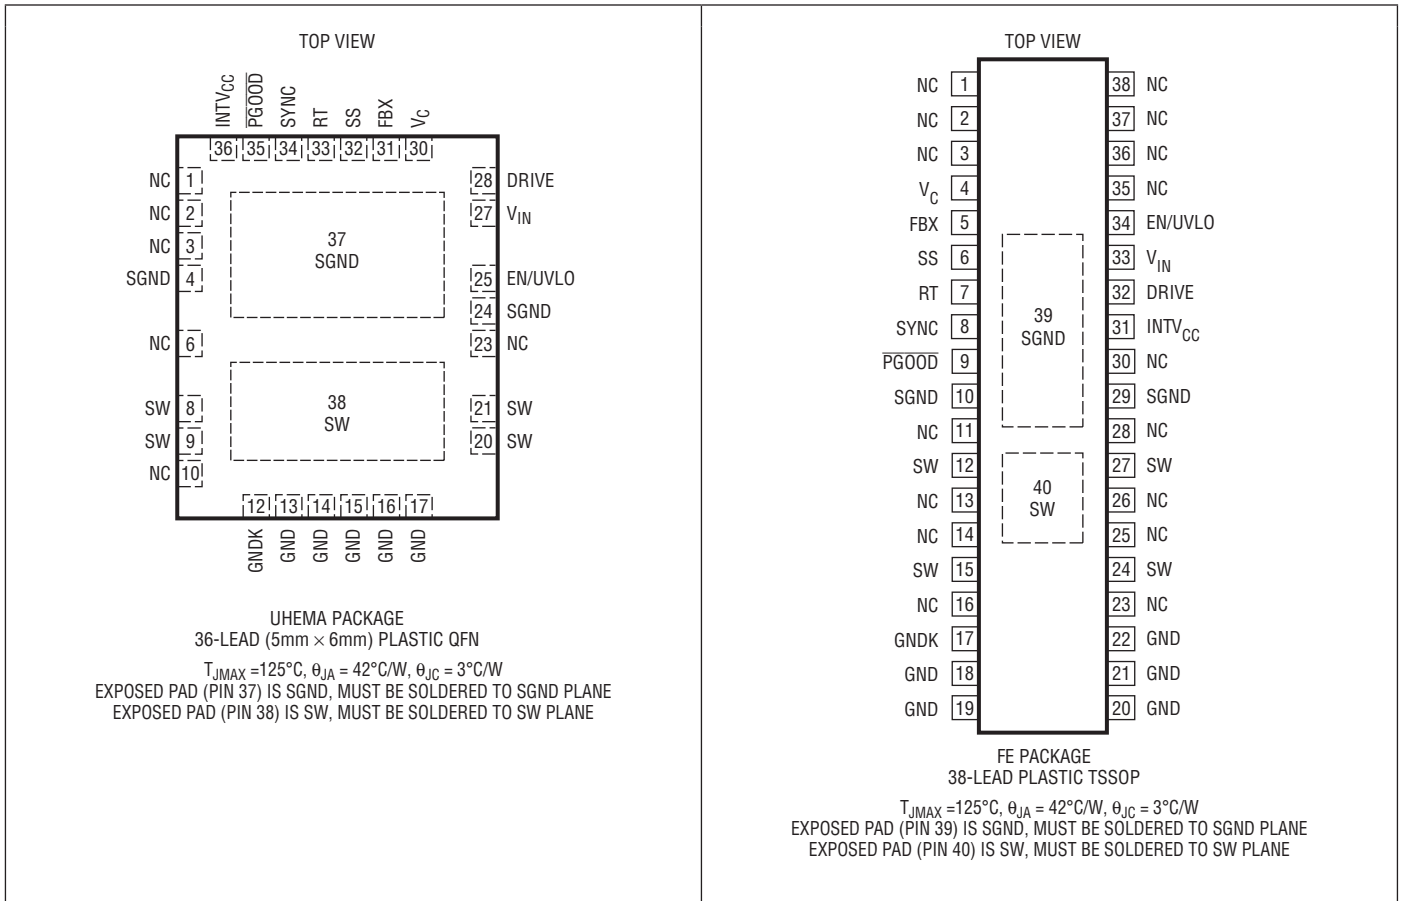 TOP VIEW
INTVCC
PGOOD
SYNC
RT
SS
FBX
VC
36 35 34 33 32 31 30
NC 1
NC 2
NC 3
SGND 4
NC 6
SW 8
SW 9
NC 10
37
SGND
38
SW
28 DRIVE
27 VIN
25 EN/UVLO
24 SGND
23 NC
21 SW
20 SW
12 13 14 15 16 17
GNDK
GND
GND
GND
GND
GND
UHEMA PACKAGE
36-LEAD (5mm × 6mm) PLASTIC QFN
TJMAX =125°C, θJA = 42°C/W, θJC = 3°C/W
EXPOSED PAD (PIN 37) IS SGND, MUST BE SOLDERED TO SGND PLANE
EXPOSED PAD (PIN 38) IS SW, MUST BE SOLDERED TO SW PLANE
TOP VIEW
NC 1
NC 2
NC 3
VC 4
FBX 5
SS 6
RT 7
SYNC 8
PGOOD 9
SGND 10
NC 11
SW 12
NC 13
NC 14
SW 15
NC 16
GNDK 17
GND 18
GND 19
39
SGND
40
SW
38 NC
37 NC
36 NC
35 NC
34 EN/UVLO
33 VIN
32 DRIVE
31 INTVCC
30 NC
29 SGND
28 NC
27 SW
26 NC
25 NC
24 SW
23 NC
22 GND
21 GND
20 GND
FE PACKAGE
38-LEAD PLASTIC TSSOP
TJMAX =125°C, θJA = 42°C/W, θJC = 3°C/W
EXPOSED PAD (PIN 39) IS SGND, MUST BE SOLDERED TO SGND PLANE
EXPOSED PAD (PIN 40) IS SW, MUST BE SOLDERED TO SW PLANE